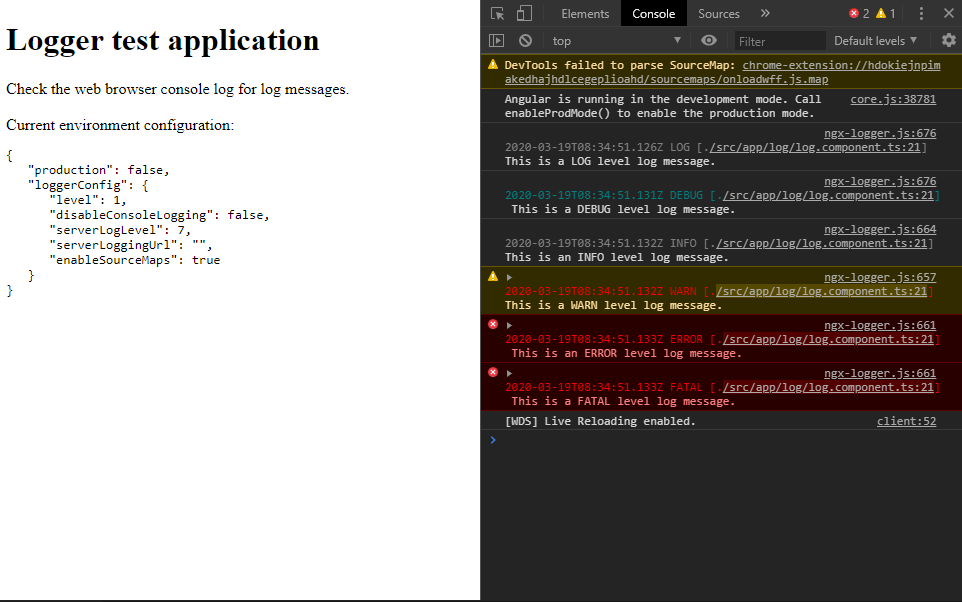 Logger test application
Check the web browser console log for log messages.
Current environment configuration:
{
   "production": false,
   "loggerConfig": {
      "level": 1,
      "disableConsoleLogging": false,
      "serverLogLevel": 7,
      "serverLoggingUrl": "",
      "enableSourceMaps": true
   }
}
Elements Console Sources » 2 1
top Filter Default levels ▼
DevTools failed to parse SourceMap: chrome-extension://hdokiejnpim
akedhajhdlcegeplioahd/sourcemaps/onloadwff.js.map
Angular is running in the development mode. Call core.js:38781
enableProdMode() to enable the production mode.
ngx-logger.js:676
2020-03-19T08:34:51.126Z LOG [./src/app/log/log.component.ts:21]
This is a LOG level log message.
ngx-logger.js:676
2020-03-19T08:34:51.131Z DEBUG [./src/app/log/log.component.ts:21]
This is a DEBUG level log message.
ngx-logger.js:664
2020-03-19T08:34:51.132Z INFO [./src/app/log/log.component.ts:21]
This is an INFO level log message.
ngx-logger.js:657
2020-03-19T08:34:51.132Z WARN [./src/app/log/log.component.ts:21]
This is a WARN level log message.
ngx-logger.js:661
2020-03-19T08:34:51.133Z ERROR [./src/app/log/log.component.ts:21]
This is an ERROR level log message.
ngx-logger.js:661
2020-03-19T08:34:51.133Z FATAL [./src/app/log/log.component.ts:21]
This is a FATAL level log message.
[WDS] Live Reloading enabled. client:52